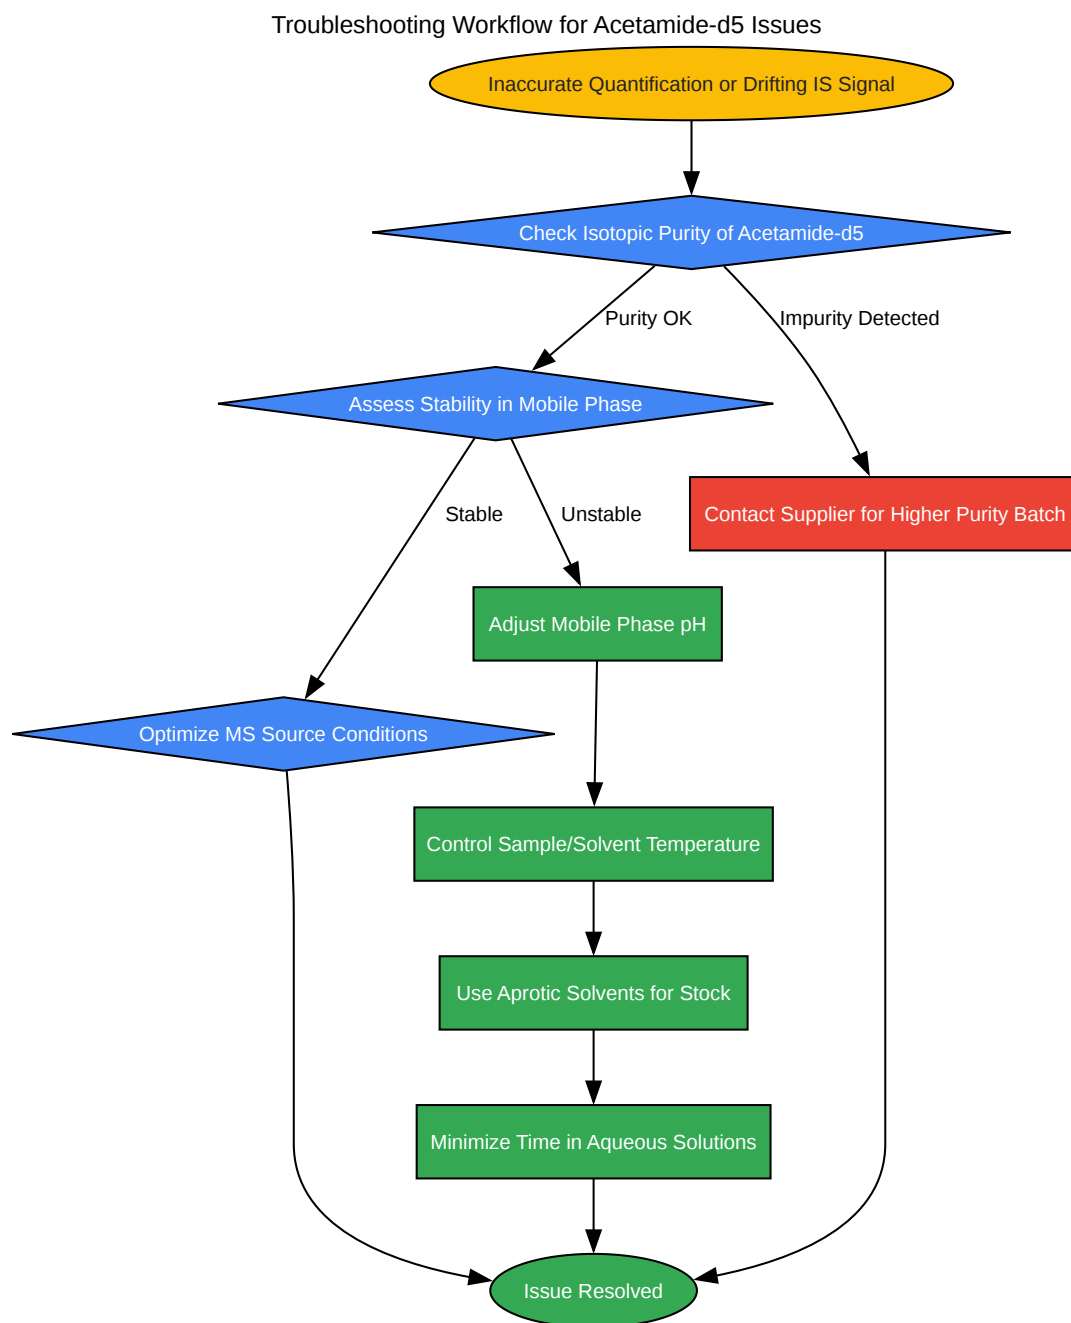 Troubleshooting Workflow for Acetamide-d5 Issues
Inaccurate Quantification or Drifting IS Signal
Check Isotopic Purity of Acetamide-d5
Purity OK
Impurity Detected
Assess Stability in Mobile Phase
Stable
Unstable
Contact Supplier for Higher Purity Batch
Adjust Mobile Phase pH
Optimize MS Source Conditions
Control Sample/Solvent Temperature
Use Aprotic Solvents for Stock
Minimize Time in Aqueous Solutions
Issue Resolved